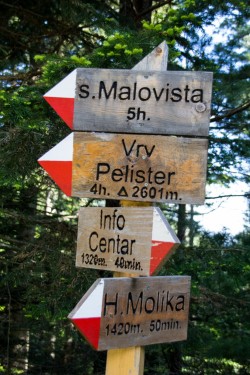 s.Malovista
5h.
Vrv
Pelister
4h. △ 2601m.
Info
Centar
1320m. 40min.
H.Molika
1420m. 50min.